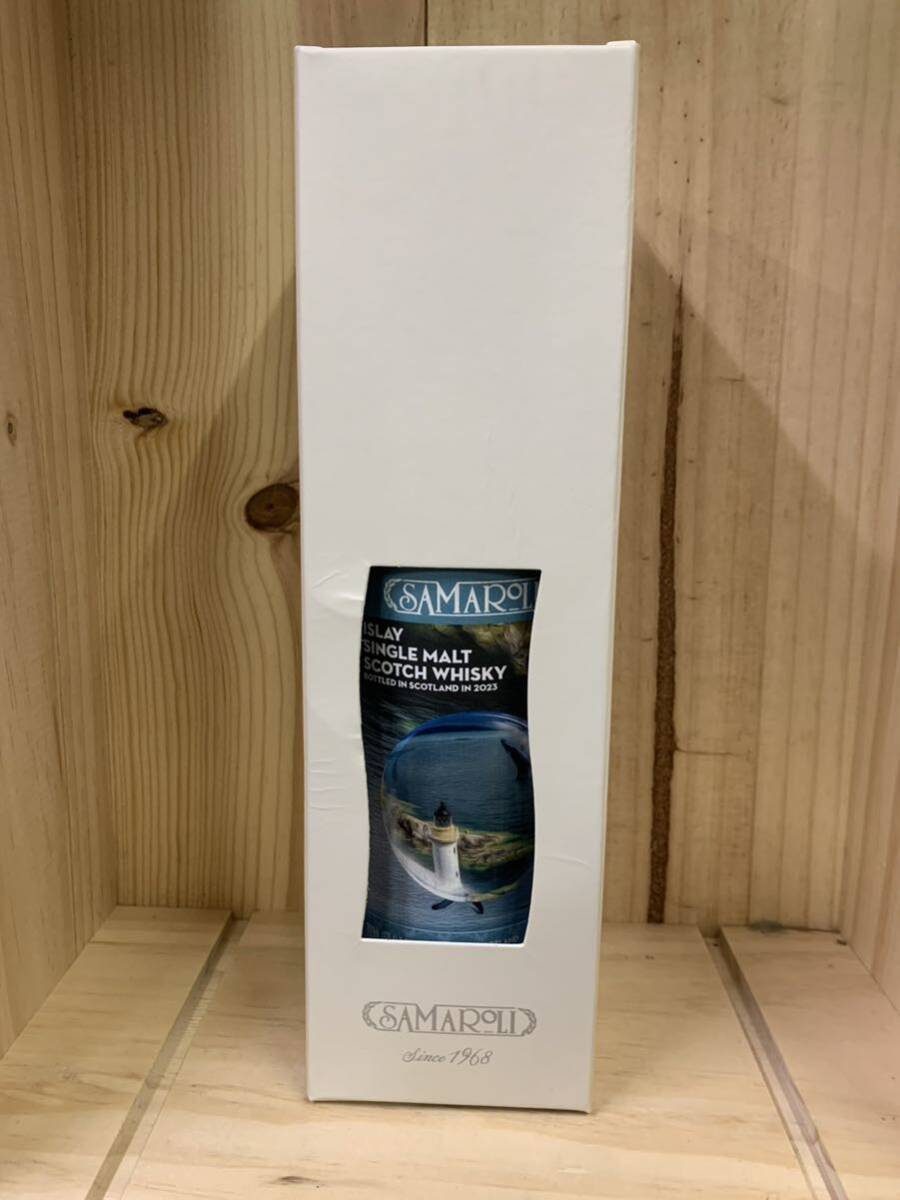 SAMAROLI
ISLAY
SINGLE MALT
SCOTCH WHISKY
BOTTLED IN SCOTLAND IN 2023
SAMAROLI
Since 1968